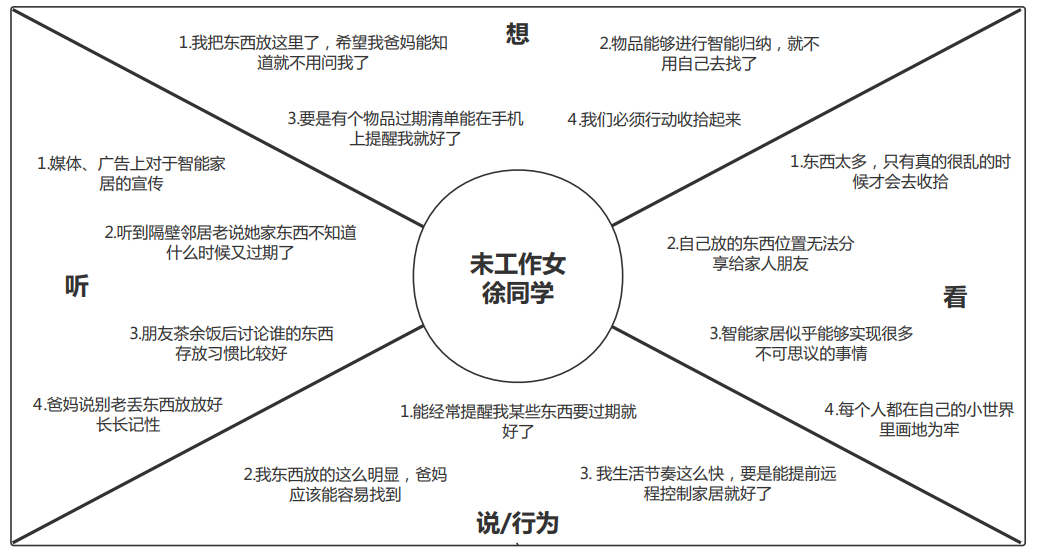 想
1.我把东西放这里了，希望我爸妈能知
道就不用问我了
2.物品能够进行智能归纳，就不
用自己去找了
3.要是有个物品过期清单能在手机
上提醒我就好了
4.我们必须行动收拾起来
听
1.媒体、广告上对于智能家
居的宣传
2.听到隔壁邻居老说她家东西不知道
什么时候又过期了
3.朋友茶余饭后讨论谁的东西
存放习惯比较好
4.爸妈说别老丢东西放放好
长长记性
未工作女
徐同学
看
1.东西太多，只有真的很乱的时
候才会去收拾
2.自己放的东西位置无法分
享给家人朋友
3.智能家居似乎能够实现很多
不可思议的事情
4.每个人都在自己的小世界
里画地为牢
1.能经常提醒我某些东西要过期就
好了
2.我东西放的这么明显，爸妈
应该能容易找到
3. 我生活节奏这么快，要是能提前远
程控制家居就好了
说/行为